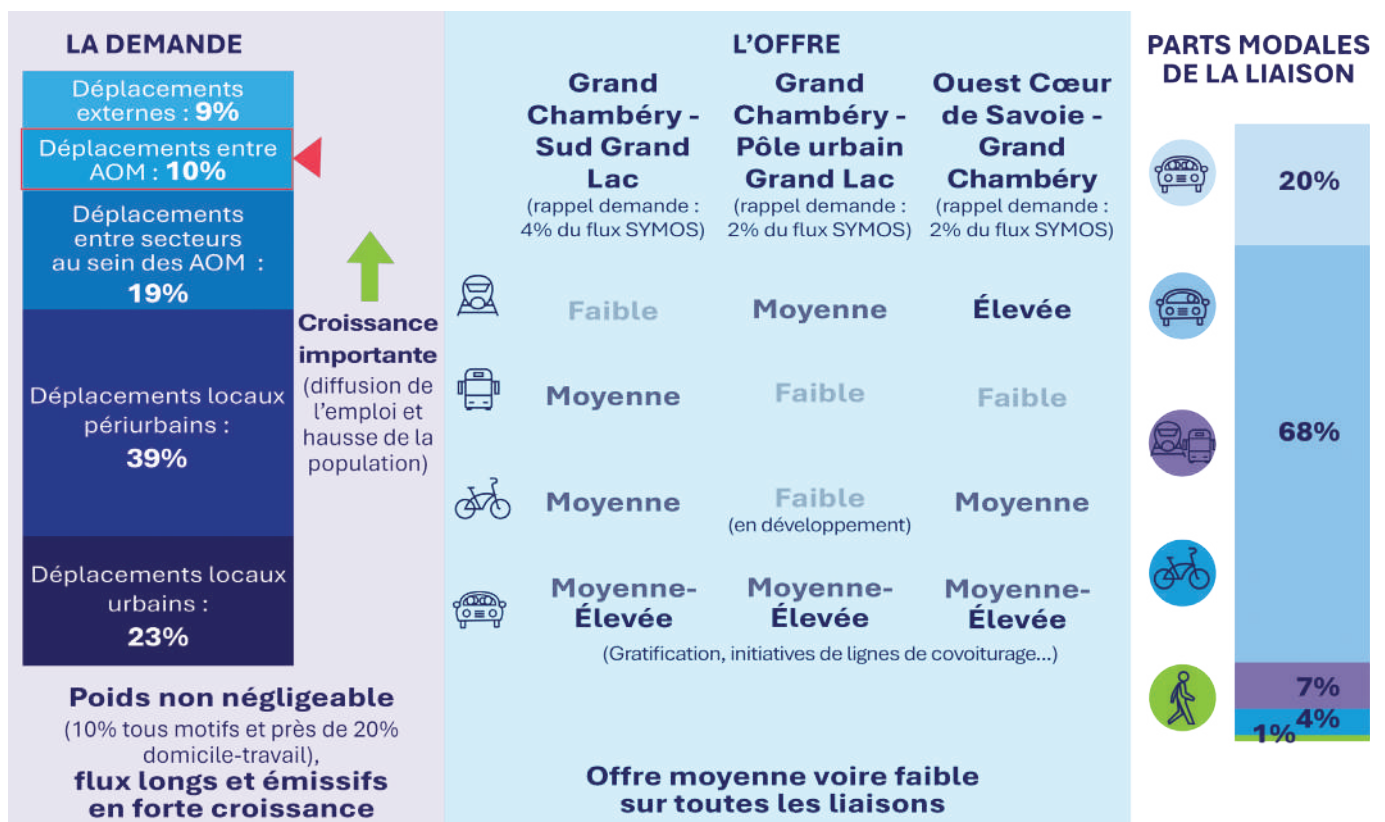 LA DEMANDE
Déplacements
externes : 9%
Déplacements entre
AOM : 10%
Déplacements
entre secteurs
au sein des AOM :
19%
Déplacements locaux
périurbains :
39%
Déplacements locaux
urbains :
23%
Croissance
importante
(diffusion de
l'emploi et
hausse de la
population)
Poids non négligeable
(10% tous motifs et près de 20%
domicile-travail),
flux longs et émissifs
en forte croissance
L'OFFRE
Grand
Chambéry -
Sud Grand
Lac
(rappel demande :
4% du flux SYMOS)
Grand
Chambéry -
Pôle urbain
Grand Lac
(rappel demande :
2% du flux SYMOS)
Ouest Cœur
de Savoie -
Grand
Chambéry
(rappel demande :
2% du flux SYMOS)
Faible Moyenne Élevée
Moyenne Faible Faible
Moyenne Faible Moyenne
(en développement)
Moyenne- Moyenne- Moyenne-
Élevée Élevée Élevée
(Gratification, initiatives de lignes de covoiturage...)
Offre moyenne voire faible
sur toutes les liaisons
PARTS MODALES
DE LA LIAISON
20%
68%
7%
4%
1%